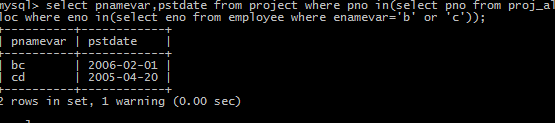 mysql> select pnamevar,pstdate from project where pno in(select pno from proj_al
loc where eno in(select eno from employee where enamevar='b' or 'c'));
+----------+------------+
| pnamevar | pstdate    |
+----------+------------+
| bc       | 2006-02-01 |
| cd       | 2005-04-20 |
+----------+------------+
2 rows in set, 1 warning (0.00 sec)